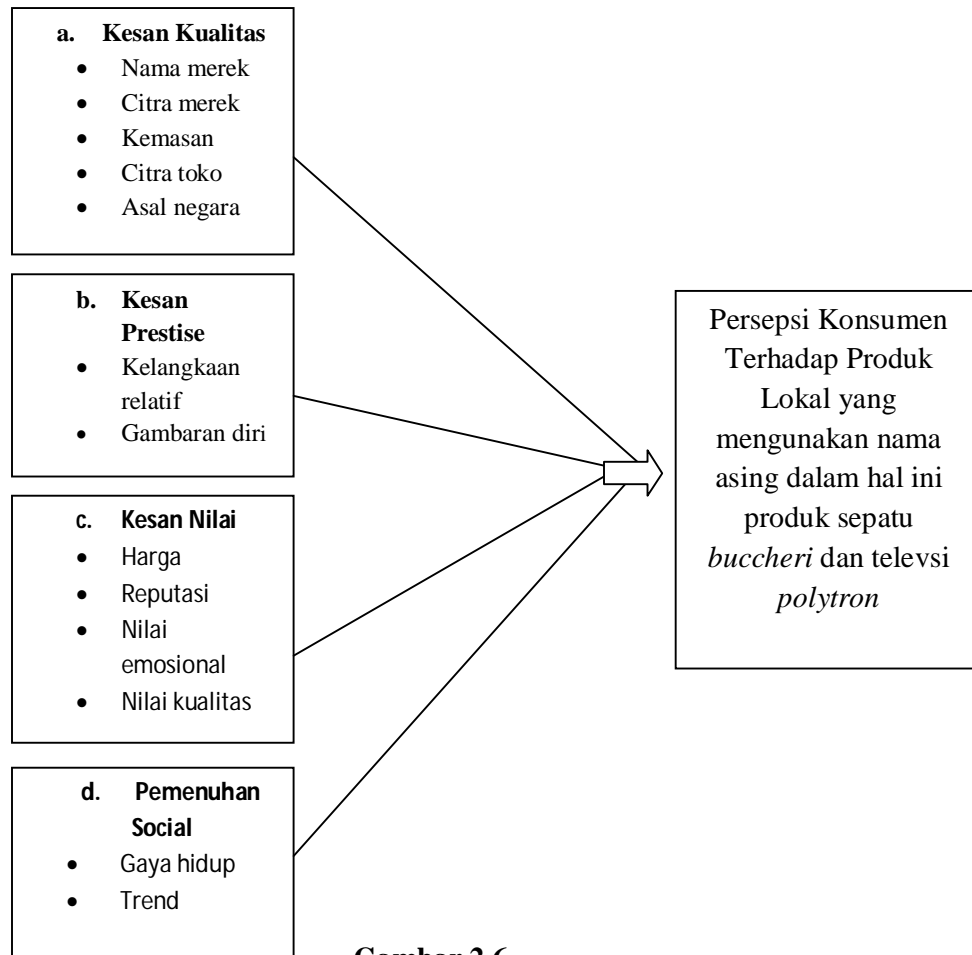 a. Kesan Kualitas
• Nama merek
• Citra merek
• Kemasan
• Citra toko
• Asal negara
b. Kesan
Prestise
• Kelangkaan
relatif
• Gambaran diri
c. Kesan Nilai
• Harga
• Reputasi
• Nilai
emosional
• Nilai kualitas
d. Pemenuhan
Social
• Gaya hidup
• Trend
Persepsi Konsumen
Terhadap Produk
Lokal yang
mengunakan nama
asing dalam hal ini
produk sepatu
buccheri dan televsi
polytron
Gambar 2.6